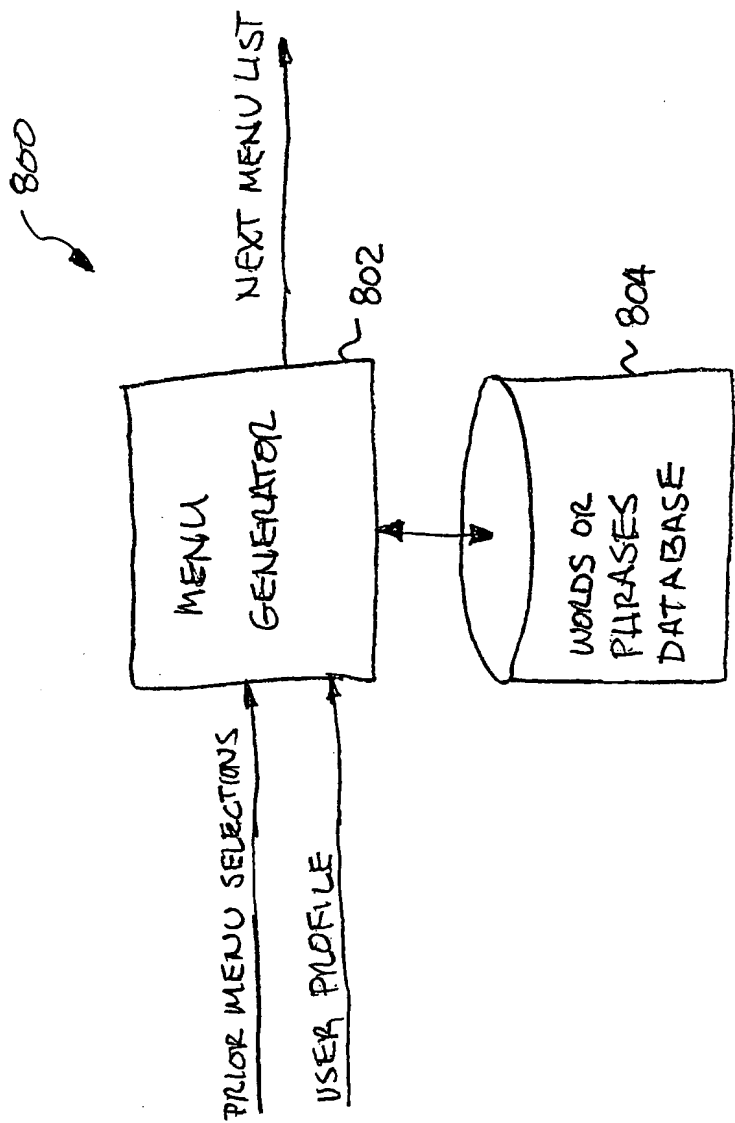 800
PRIOR MENU SELECTIONS
USER PROFILE
MENU
GENERATOR
802
NEXT MENU LIST
WORDS OR
PHRASES
DATABASE
804